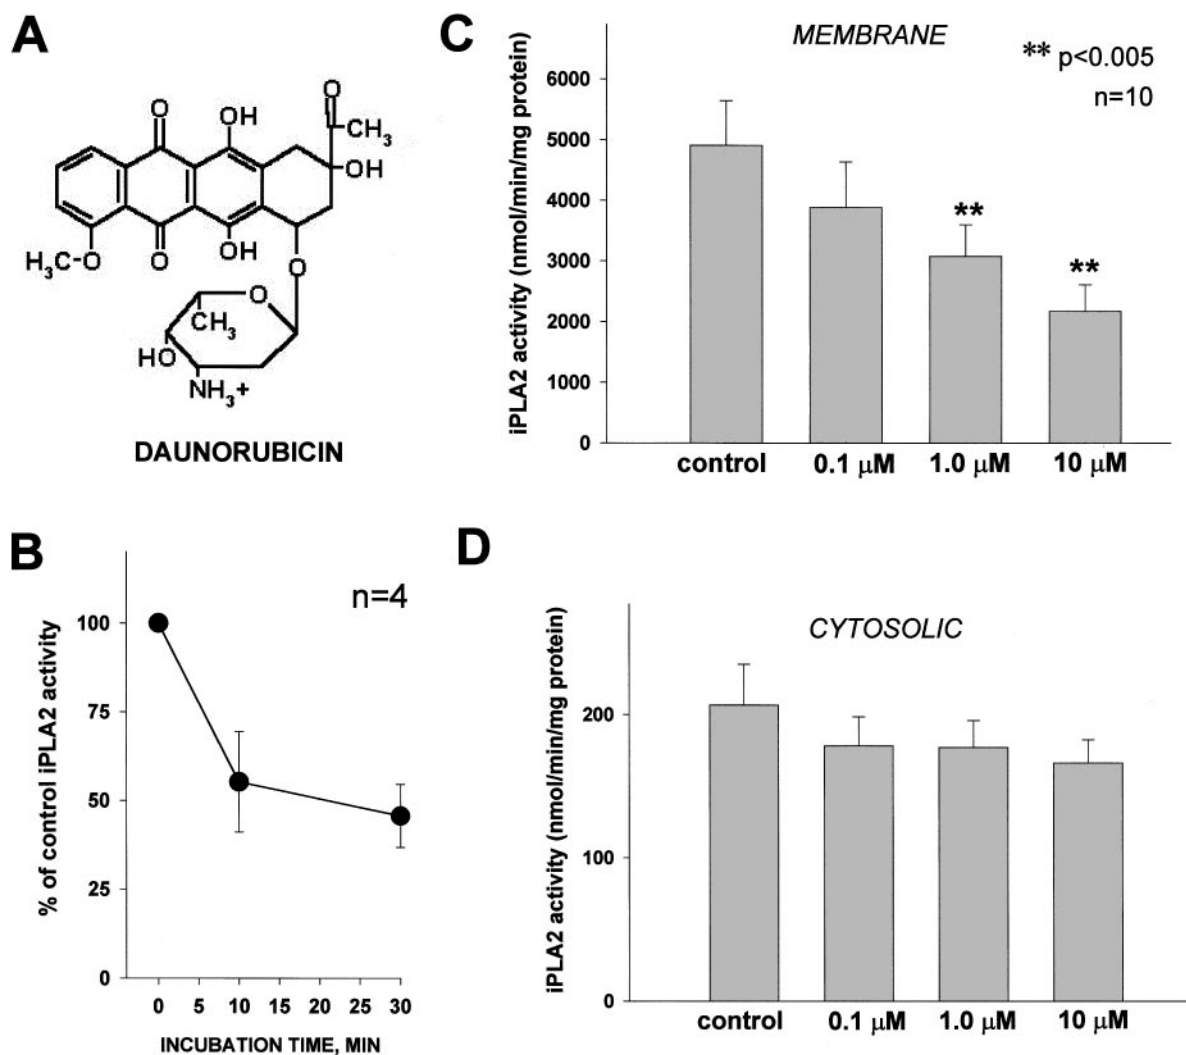 A
O
OH
O
CH3
OH
O
OH
H3C-O
O
O
CH3
HO
NH3+
DAUNORUBICIN
B
n=4
% of control iPLA2 activity
100
75
50
25
0
0 5 10 15 20 25 30
INCUBATION TIME, MIN
C
MEMBRANE
** p<0.005
n=10
iPLA2 activity (nmol/min/mg protein)
6000
5000
4000
3000
2000
1000
0
**
**
control 0.1 μM 1.0 μM 10 μM
D
CYTOSOLIC
iPLA2 activity (nmol/min/mg protein)
200
100
0
control 0.1 μM 1.0 μM 10 μM